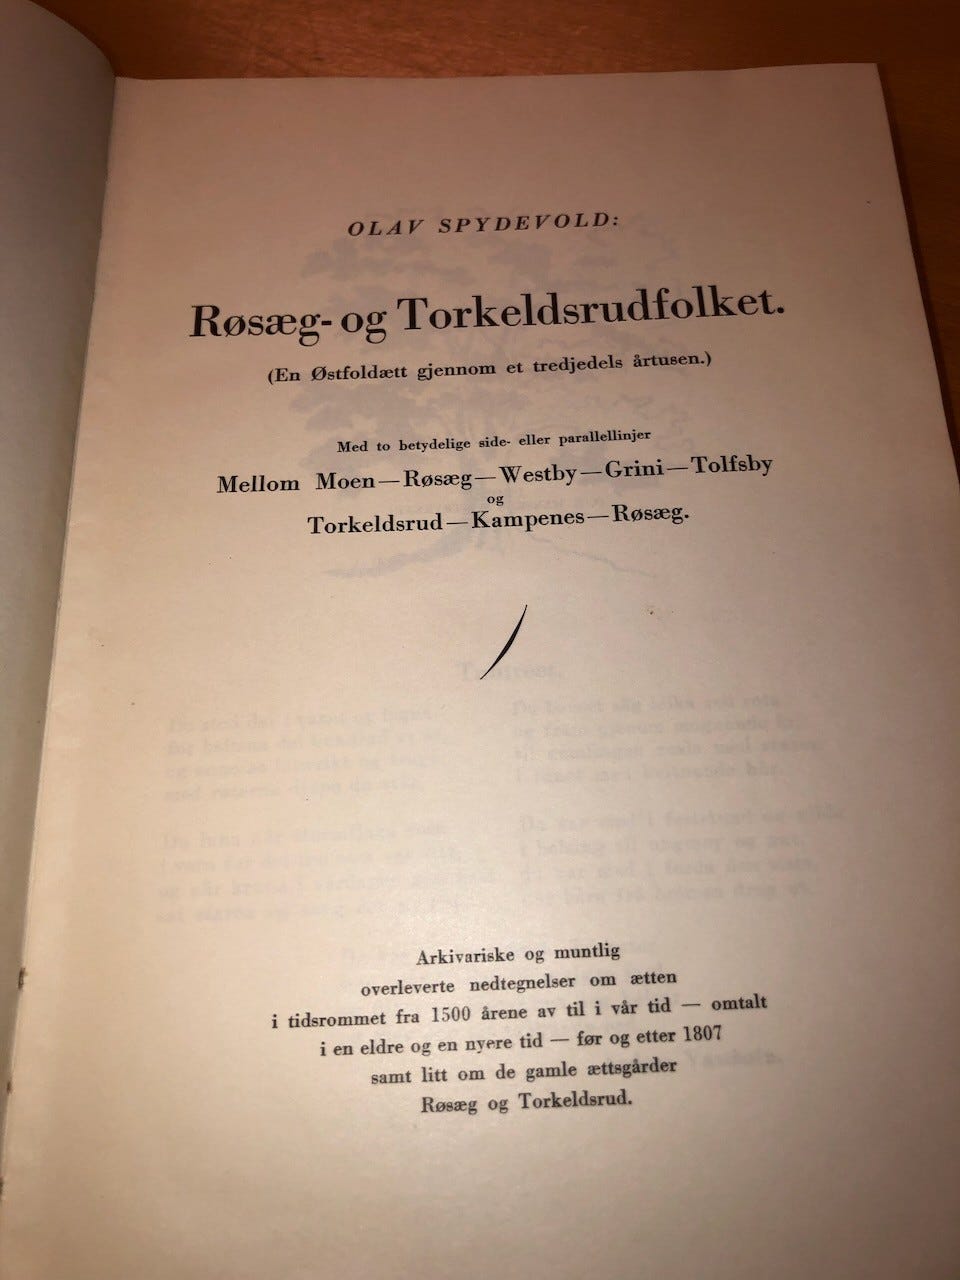 OLAV SPYDEVOLD:
Røsæg- og Torkeldsrudfolket.
(En Østfoldætt gjennom et tredjedels årtusen.)
Med to betydelige side- eller parallellinjer
Mellom Moen—Røsæg—Westby—Grini—Tolfsby
og
Torkeldsrud—Kampenes—Røsæg.
Arkivariske og muntlig
overleverte nedtegnelser om ætten
i tidsrommet fra 1500 årene av til i vår tid — omtalt
i en eldre og en nyere tid — før og etter 1807
samt litt om de gamle ættsgårder
Røsæg og Torkeldsrud.